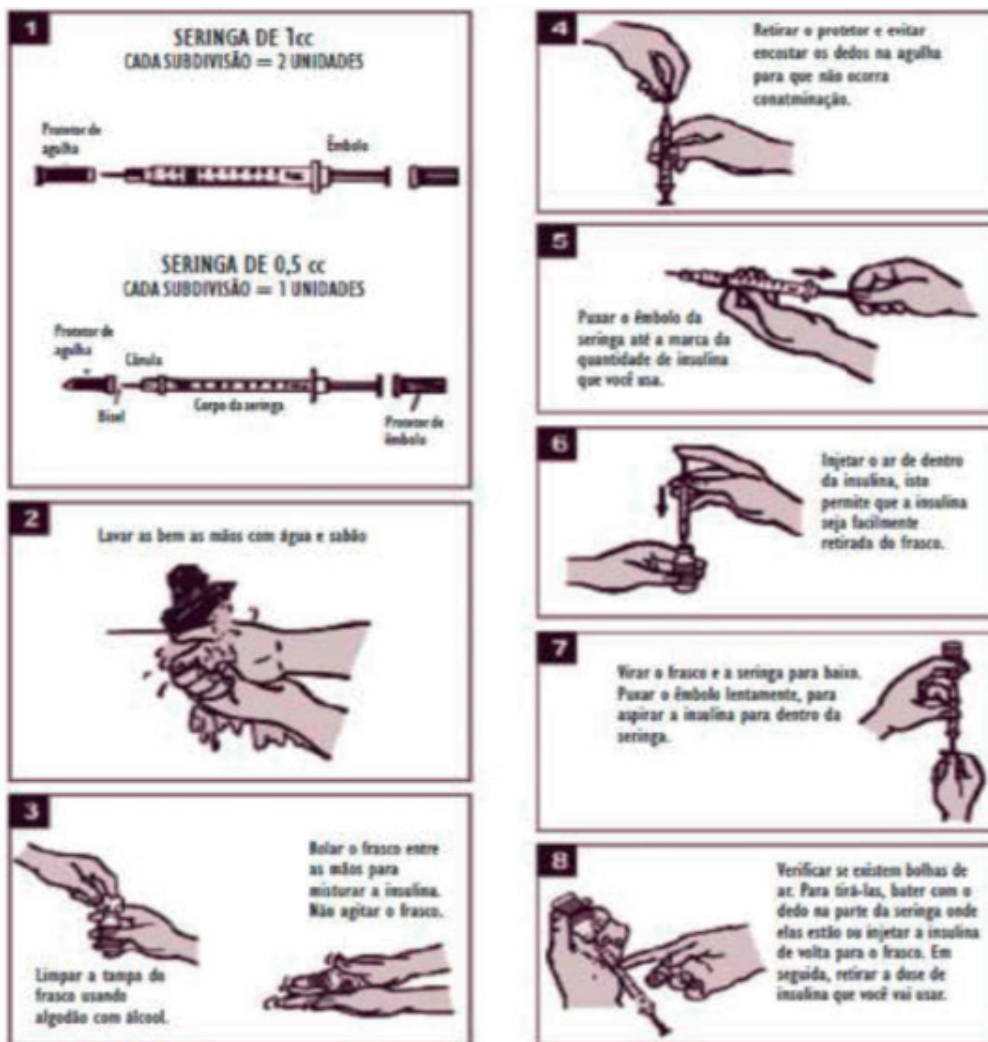 1
SERINGA DE 1cc
CADA SUBDIVISÃO = 2 UNIDADES
Protetor de
agulha
Êmbolo
SERINGA DE 0,5 cc
CADA SUBDIVISÃO = 1 UNIDADES
Protetor de
agulha
Cânula
Bisel
Corpo da seringa
Protetor de
êmbolo
2
Lavar as bem as mãos com água e sabão
3
Rolar o frasco entre
as mãos para
misturar a insulina.
Não agitar o frasco.
Limpar a tampa do
frasco usando
algodão com álcool.
4
Retirar o protetor e evitar
encostar os dedos na agulha
para que não ocorra
conatminação.
5
Puxar o êmbolo da
seringa até a marca da
quantidade de insulina
que você usa.
6
Injetar o ar de dentro
da insulina, isto
permite que a insulina
seja facilmente
retirada do frasco.
7
Virar o frasco e a seringa para baixo.
Puxar o êmbolo lentamente, para
aspirar a insulina para dentro da
seringa.
8
Verificar se existem bolhas de
ar. Para tirá-las, bater com o
dedo na parte da seringa onde
elas estão ou injetar a insulina
de volta para o frasco. Em
seguida, retirar a dose de
insulina que você vai usar.